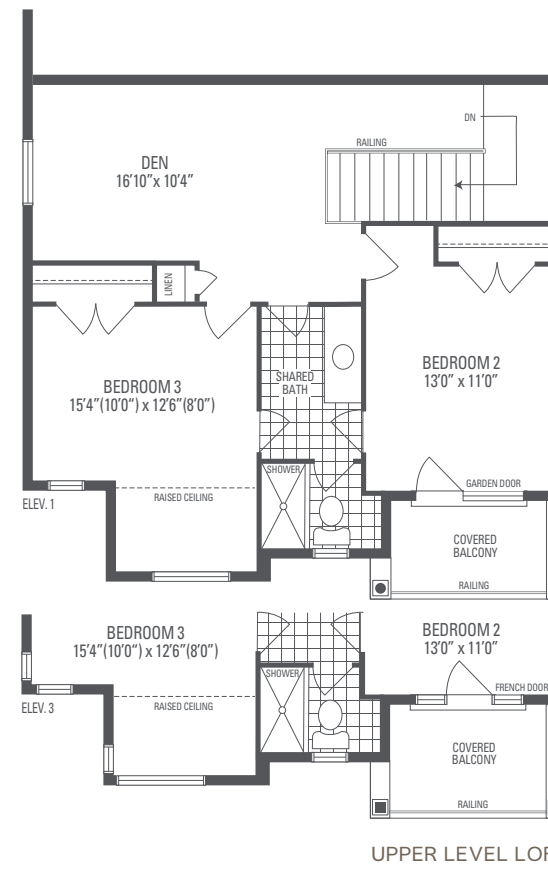 DN
RAILING
DEN
16'10"x 10'4"
LINEN
BEDROOM 3
15'4"(10'0") x 12'6"(8'0")
SHARED
BATH
BEDROOM 2
13'0" x 11'0"
SHOWER
GARDEN DOOR
RAISED CEILING
ELEV. 1
COVERED
BALCONY
RAILING
BEDROOM 3
15'4"(10'0") x 12'6"(8'0")
BEDROOM 2
13'0" x 11'0"
SHOWER
FRENCH DOOR
ELEV. 3
RAISED CEILING
COVERED
BALCONY
RAILING
UPPER LEVEL LOF